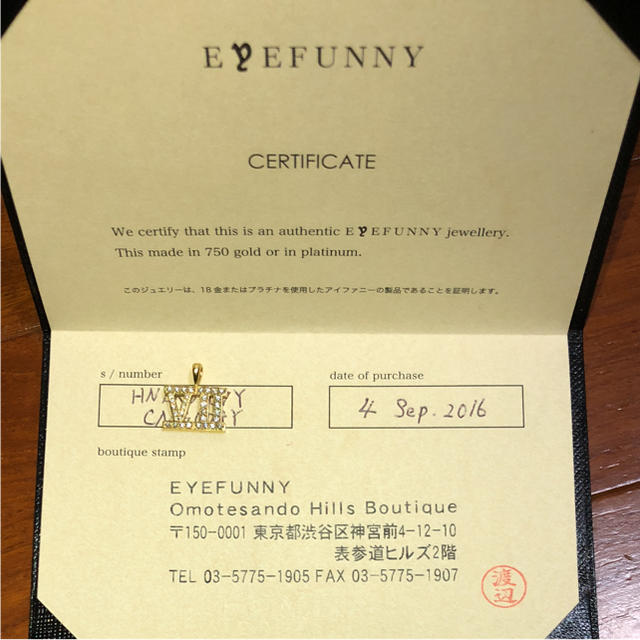 EYEFUNNY
CERTIFICATE
We certify that this is an authentic EYEFUNNY jewellery.
This made in 750 gold or in platinum.
このジュエリーは、18金またはプラチナを使用したアイファニーの製品であることを証明します。
s / number
date of purchase
4 Sep. 2016
VII
boutique stamp
EYEFUNNY
Omotesando Hills Boutique
〒150-0001 東京都渋谷区神宮前4-12-10
表参道ヒルズ2階
TEL 03-5775-1905 FAX 03-5775-1907
渡辺